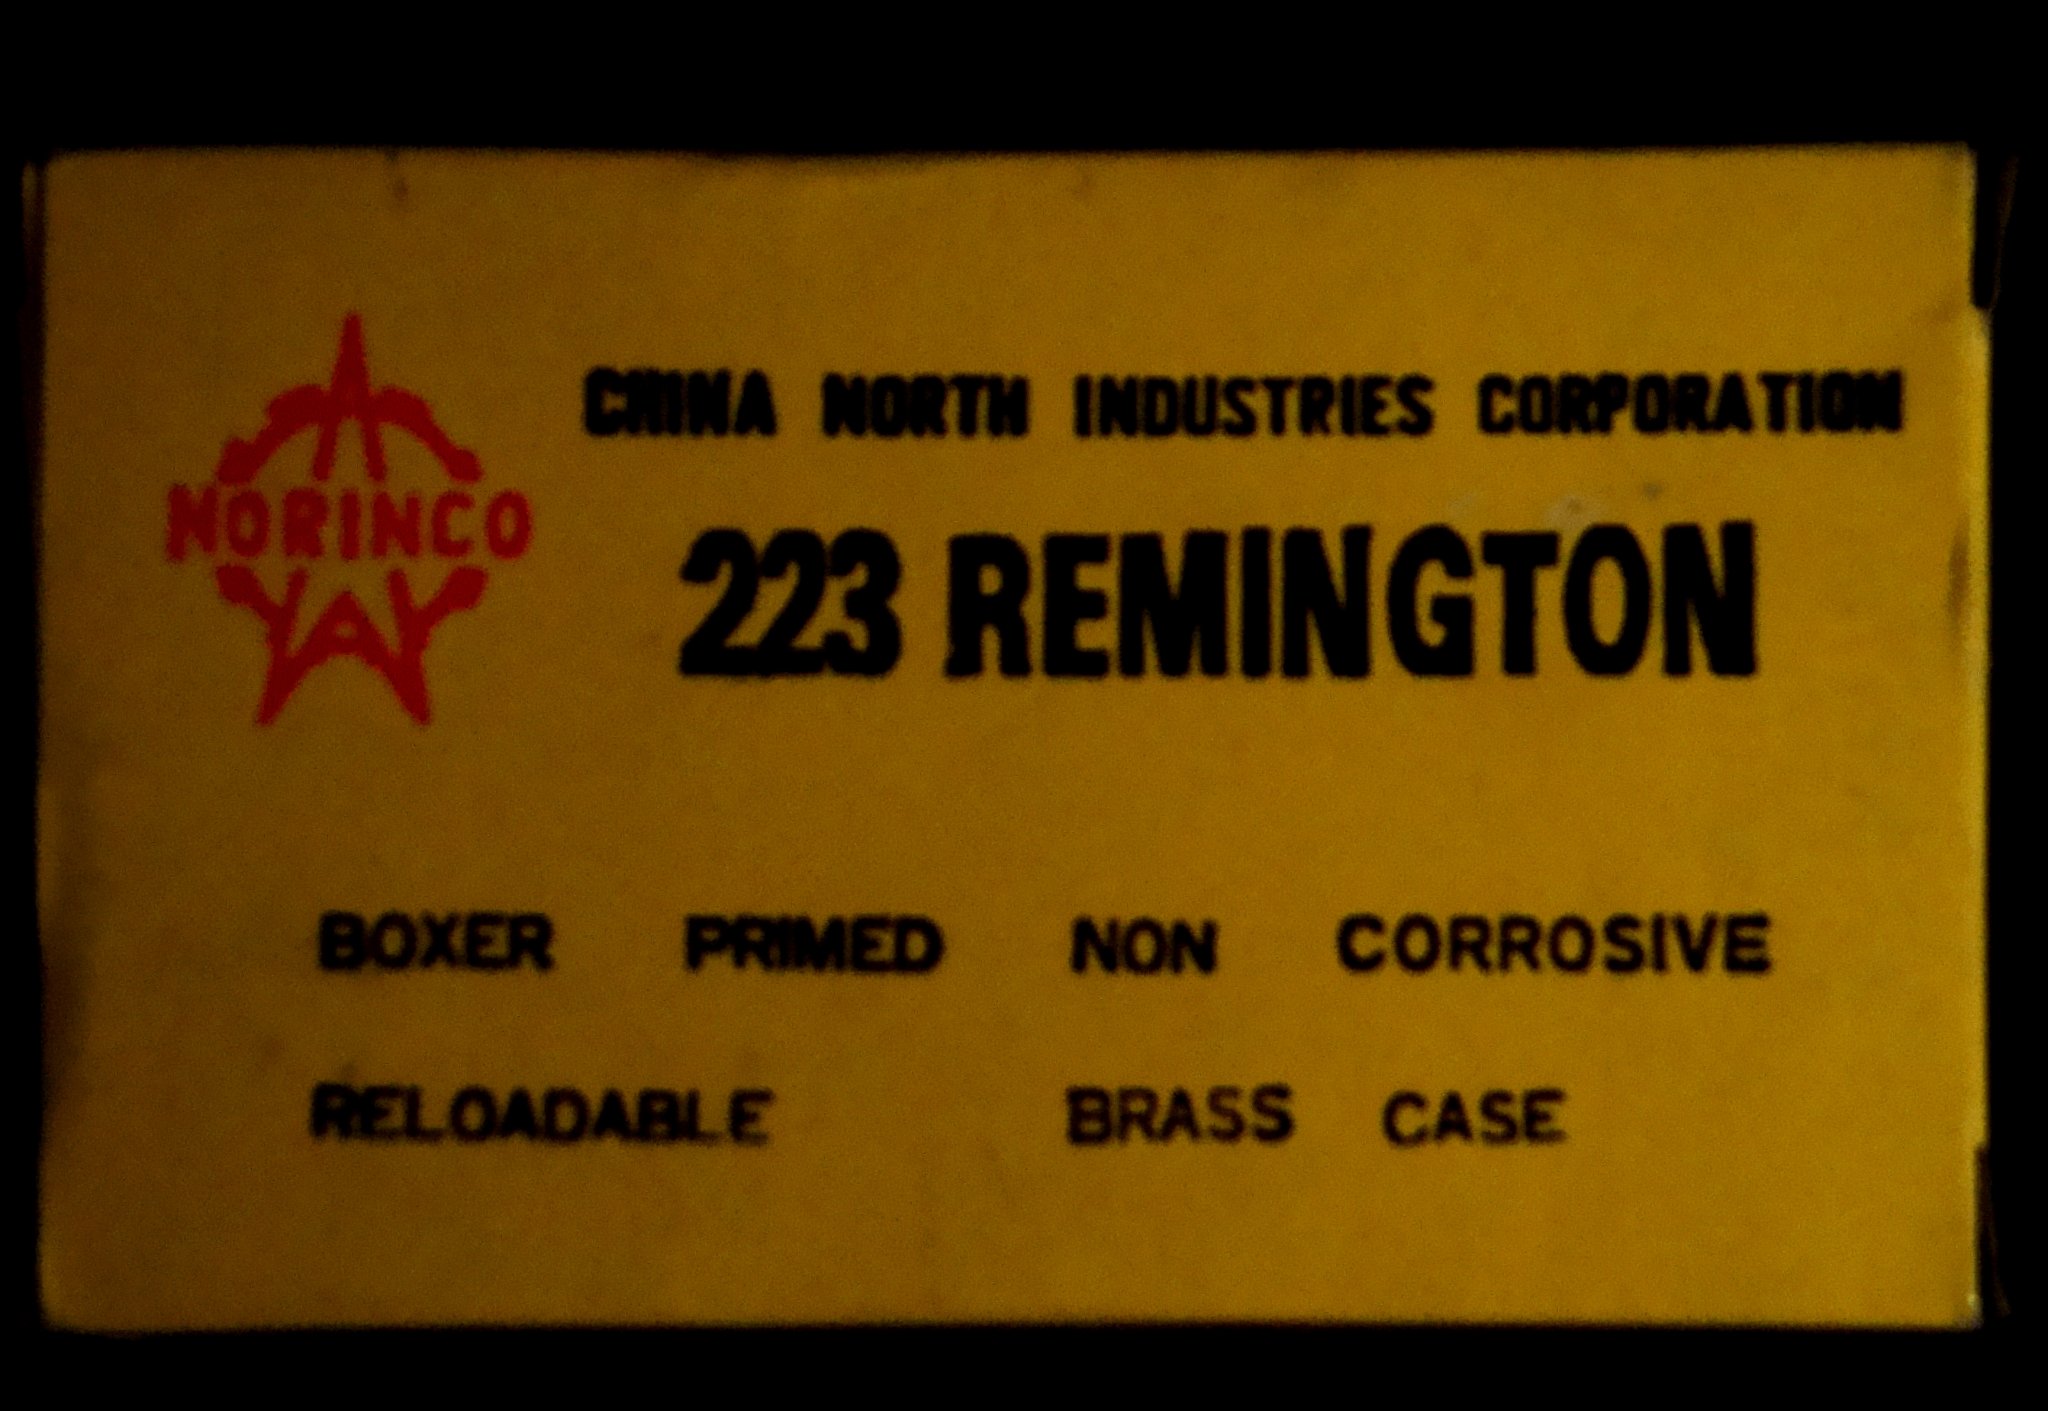 CHINA NORTH INDUSTRIES CORPORATION
NORINCO
223 REMINGTON
BOXER PRIMED NON CORROSIVE
RELOADABLE BRASS CASE